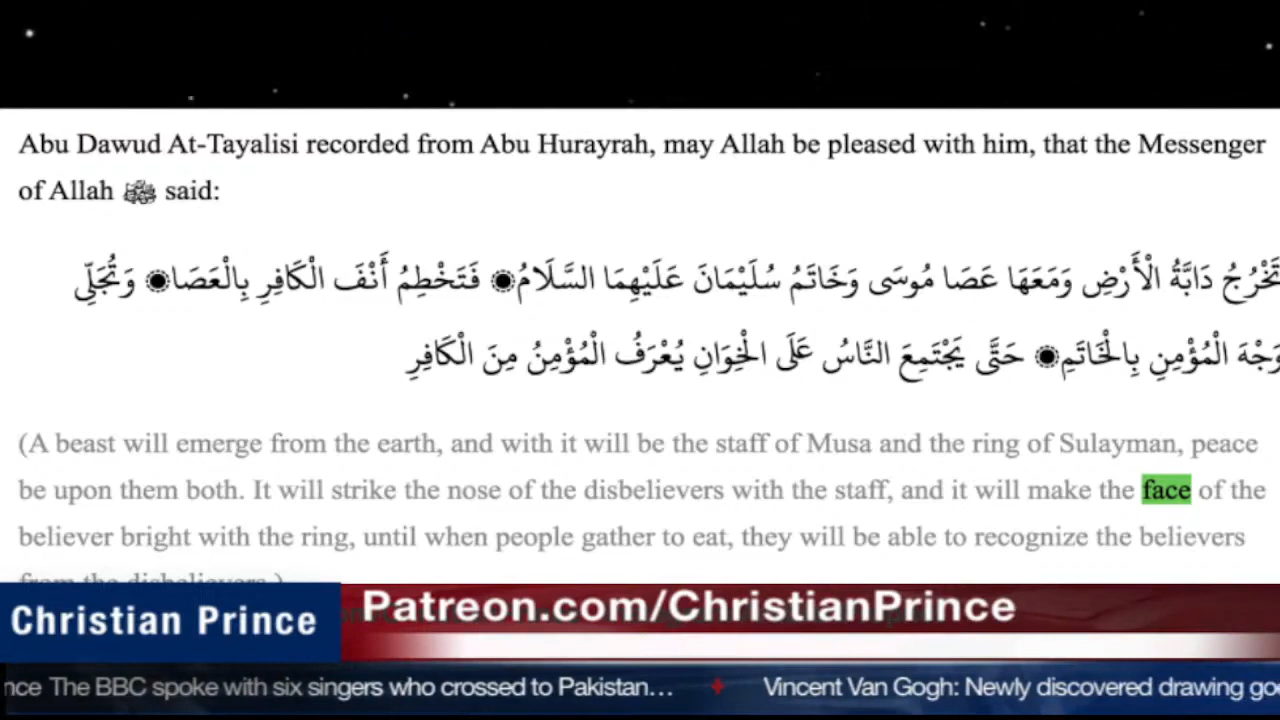 Abu Dawud At-Tayalisi recorded from Abu Hurayrah, may Allah be pleased with him, that the Messenger
of Allah ﷺ said:
تَخْرُجُ دَابَّةُ الْأَرْضِ وَمَعَهَا عَصَا مُوسَى وَخَاتَمُ سُلَيْمَانَ عَلَيْهِمَا السَّلَامُ فَتَخْطِمُ أَنْفَ الْكَافِرِ بِالْعَصَا وَتُجَلِّي
وَجْهَ الْمُؤْمِنِ بِالْخَاتَمِ حَتَّى يَجْتَمِعَ النَّاسُ عَلَى الْخِوَانِ يُعْرَفُ الْمُؤْمِنُ مِنَ الْكَافِرِ
(A beast will emerge from the earth, and with it will be the staff of Musa and the ring of Sulayman, peace
be upon them both. It will strike the nose of the disbelievers with the staff, and it will make the face of the
believer bright with the ring, until when people gather to eat, they will be able to recognize the believers
from the disbelievers.)
Christian Prince
Patreon.com/ChristianPrince
nce The BBC spoke with six singers who crossed to Pakistan… Vincent Van Gogh: Newly discovered drawing go